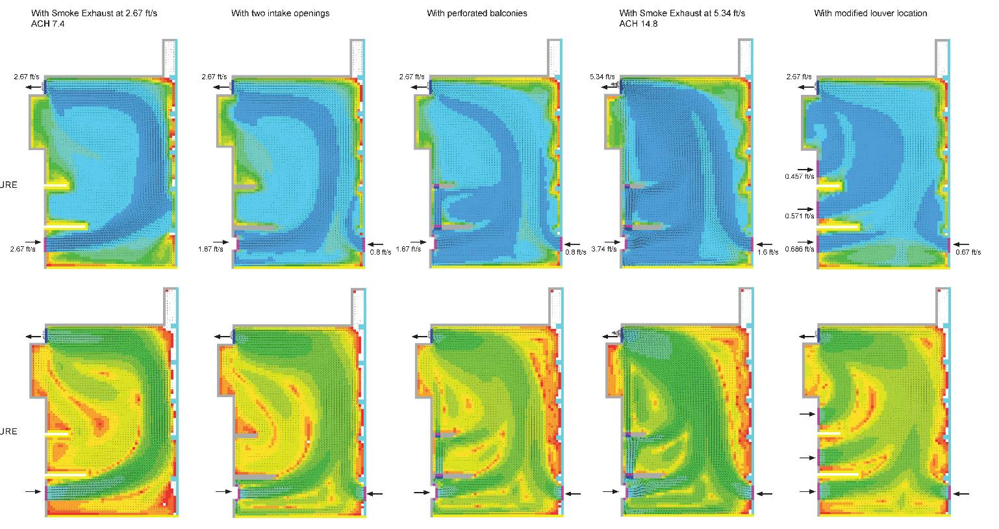 With Smoke Exhaust at 2.67 ft/s
ACH 7.4
With two intake openings
With perforated balconies
With Smoke Exhaust at 5.34 ft/s
ACH 14.8
With modified louver location
2.67 ft/s
2.67 ft/s
2.67 ft/s
5.34 ft/s
2.67 ft/s
0.457 ft/s
URE
0.571 ft/s
2.67 ft/s
1.87 ft/s
0.8 ft/s
1.67 ft/s
0.8 ft/s
3.74 ft/s
1.6 ft/s
0.686 ft/s
0.67 ft/s
URE